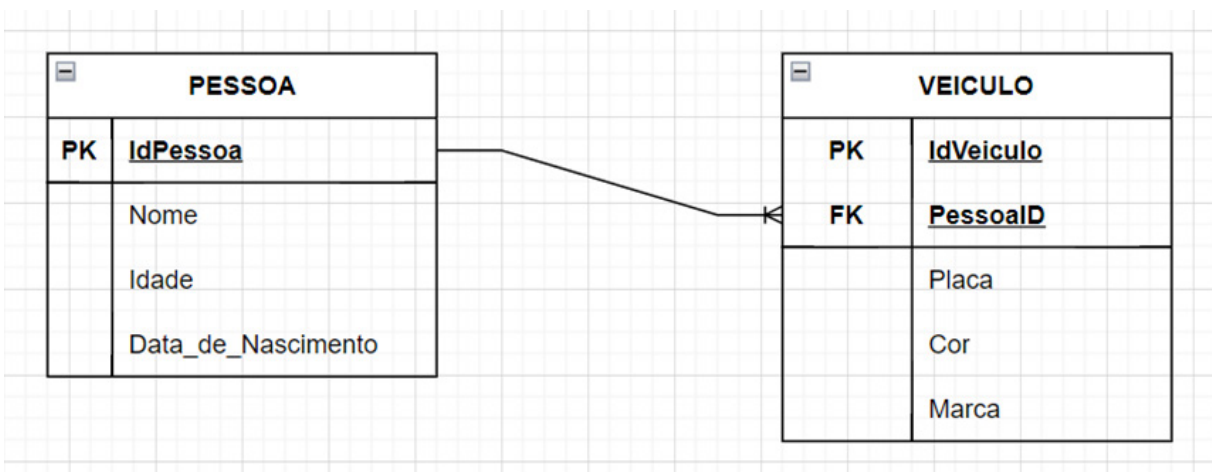 PESSOA
PK IdPessoa
Nome
Idade
Data_de_Nascimento
VEICULO
PK IdVeiculo
FK PessoaID
Placa
Cor
Marca